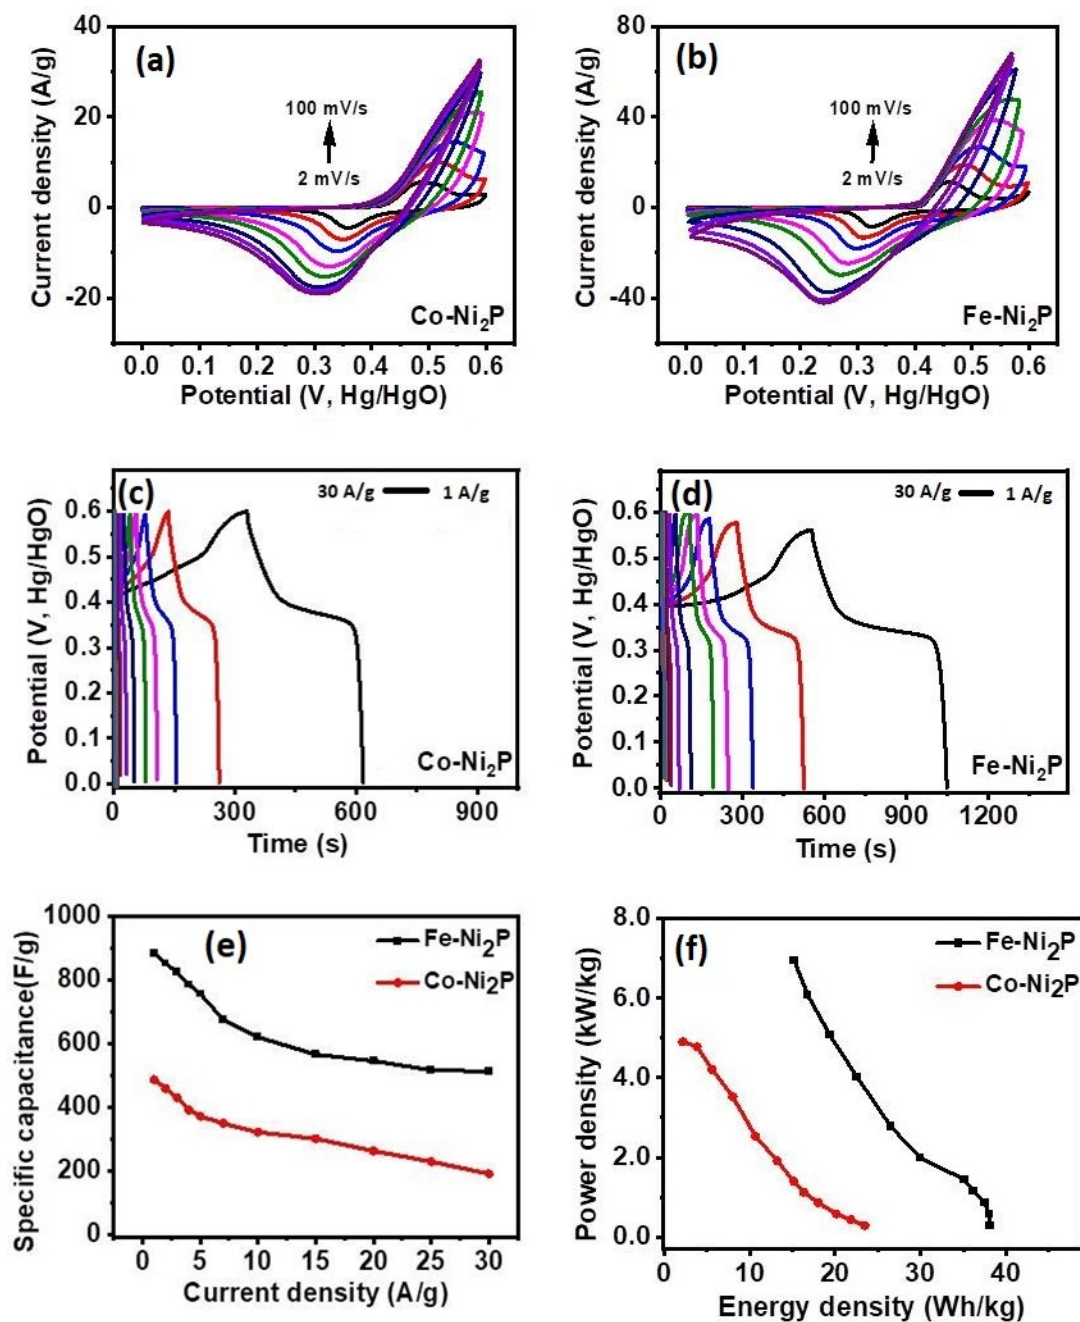 (a)
Current density (A/g)
40
20
0
-20
100 mV/s
2 mV/s
Co-Ni₂P
0.0 0.1 0.2 0.3 0.4 0.5 0.6
Potential (V, Hg/HgO)
(b)
Current density (A/g)
80
40
0
-40
100 mV/s
2 mV/s
Fe-Ni₂P
0.0 0.1 0.2 0.3 0.4 0.5 0.6
Potential (V, Hg/HgO)
(c)
Potential (V, Hg/HgO)
0.6
0.5
0.4
0.3
0.2
0.1
0.0
30 A/g 1 A/g
Co-Ni₂P
0 300 600 900
Time (s)
(d)
Potential (V, Hg/HgO)
0.6
0.5
0.4
0.3
0.2
0.1
0.0
30 A/g 1 A/g
Fe-Ni₂P
0 300 600 900 1200
Time (s)
(e)
Specific capacitance(F/g)
1000
800
600
400
200
0
Fe-Ni₂P
Co-Ni₂P
0 5 10 15 20 25 30
Current density (A/g)
(f)
Power density (kW/kg)
8.0
6.0
4.0
2.0
0.0
Fe-Ni₂P
Co-Ni₂P
0 10 20 30 40
Energy density (Wh/kg)